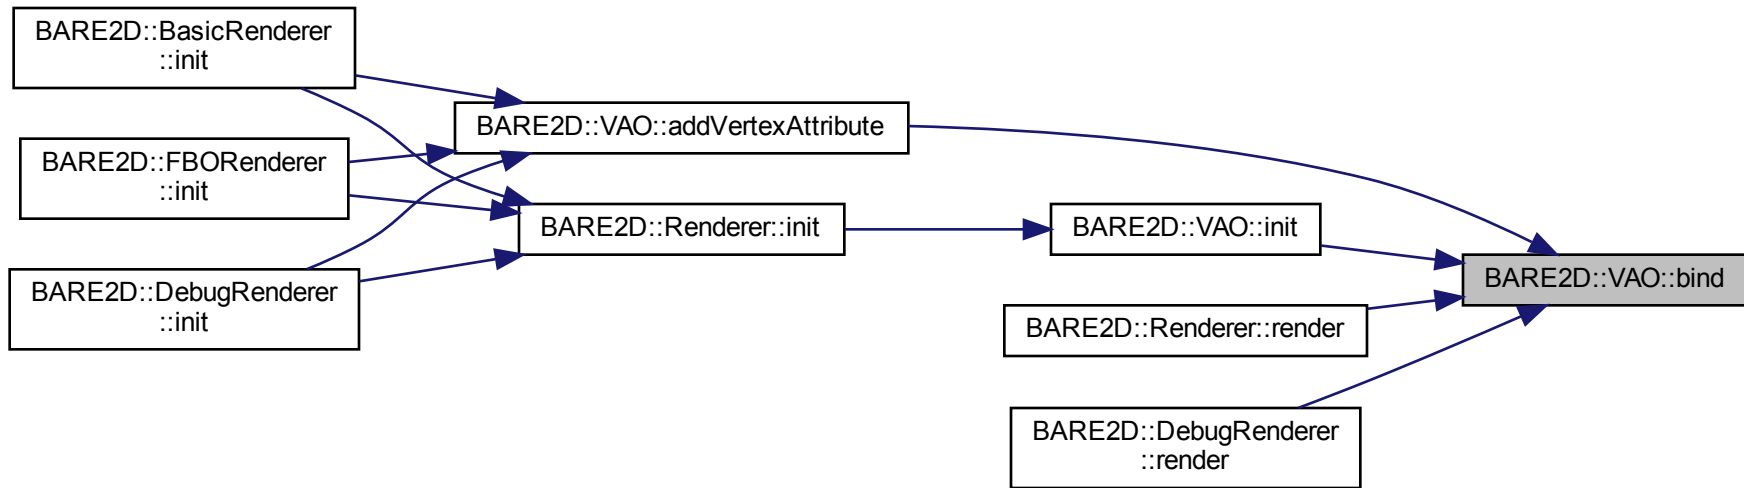 BARE2D::BasicRenderer
::init
BARE2D::VAO::addVertexAttribute
BARE2D::FBORenderer
::init
BARE2D::Renderer::init
BARE2D::VAO::init
BARE2D::VAO::bind
BARE2D::DebugRenderer
::init
BARE2D::Renderer::render
BARE2D::DebugRenderer
::render